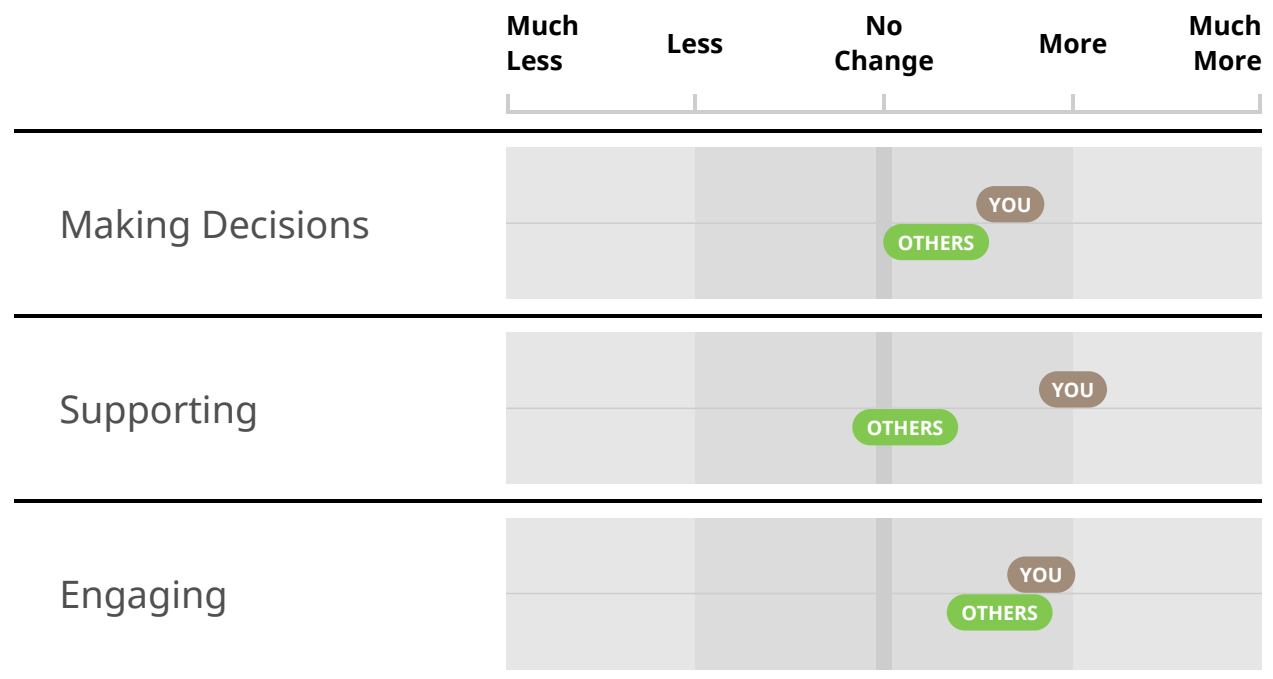 Much
Less
Less
No
Change
More
Much
More
Making Decisions
YOU
OTHERS
Supporting
YOU
OTHERS
Engaging
YOU
OTHERS